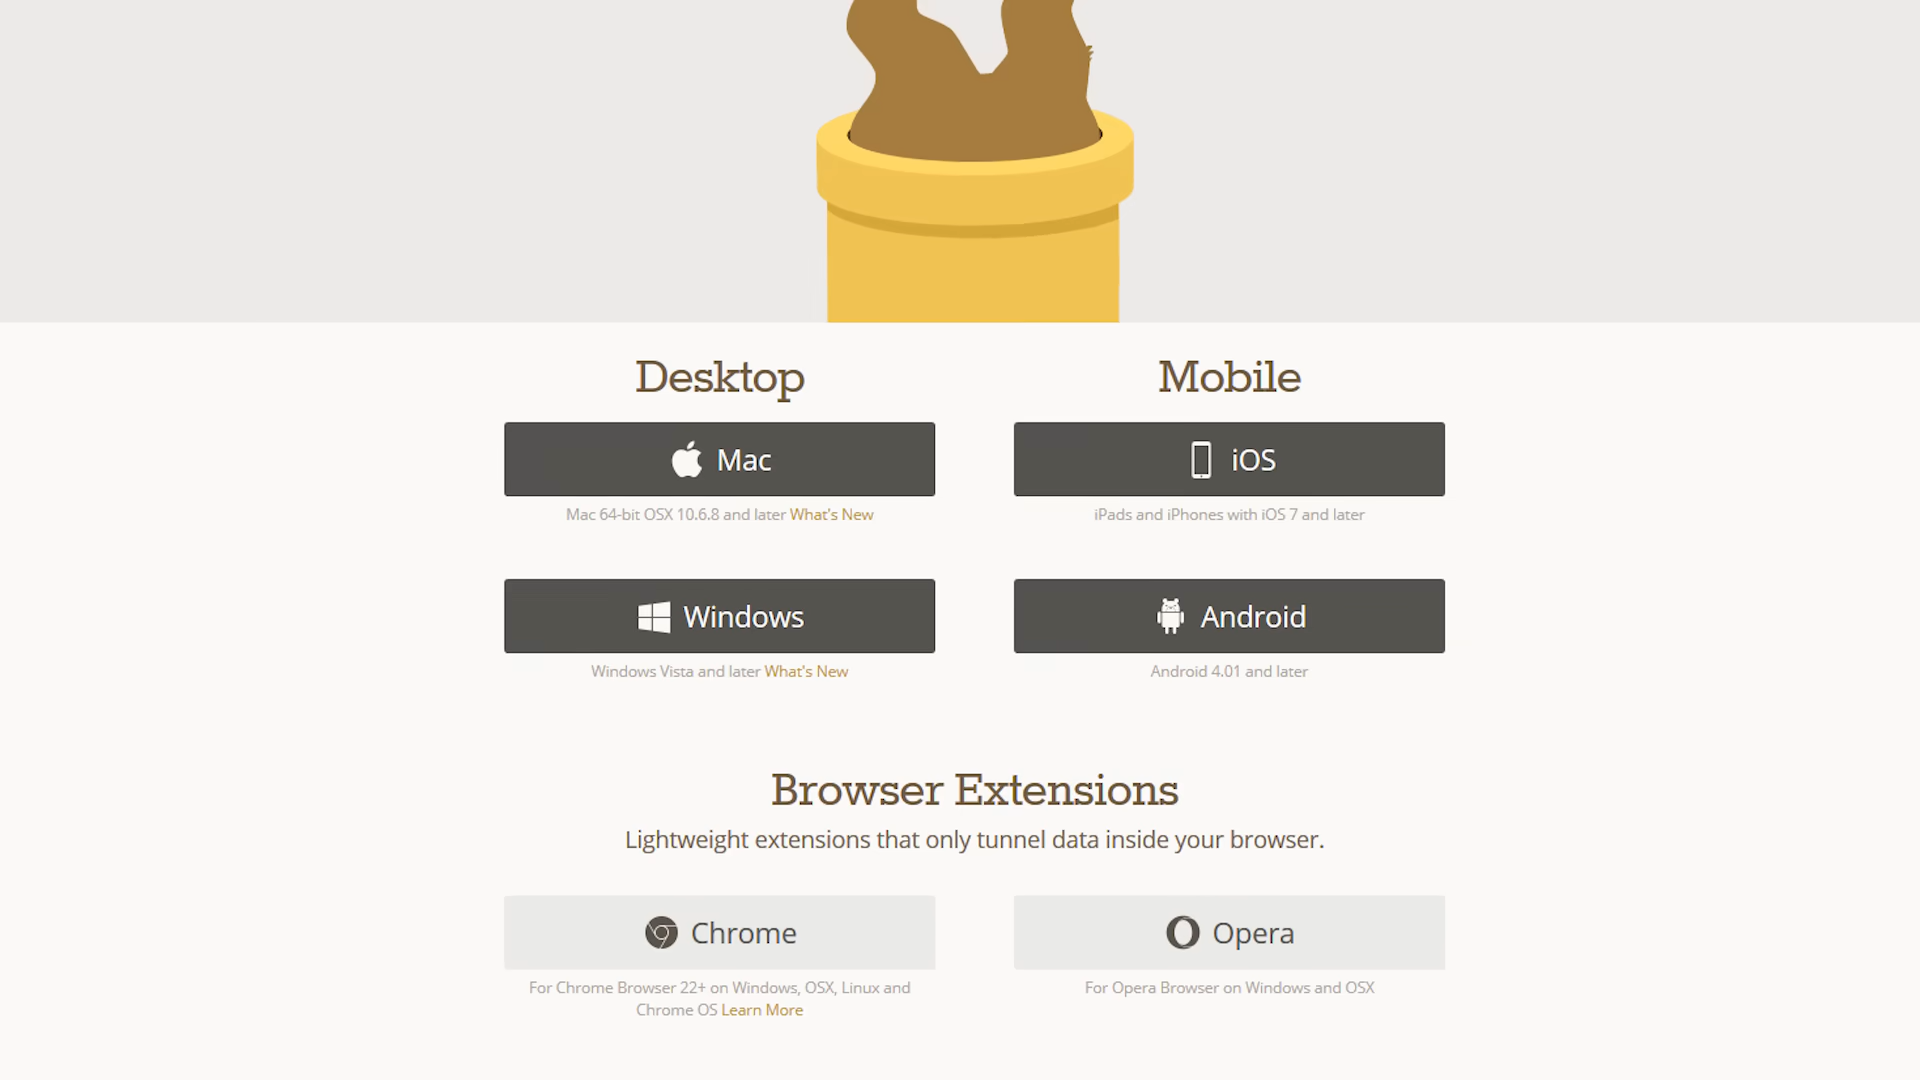 Desktop
Mobile
Mac
iOS
Mac 64-bit OSX 10.6.8 and later What's New
iPads and iPhones with iOS 7 and later
Windows
Android
Windows Vista and later What's New
Android 4.01 and later
Browser Extensions
Lightweight extensions that only tunnel data inside your browser.
Chrome
Opera
For Chrome Browser 22+ on Windows, OSX, Linux and
Chrome OS Learn More
For Opera Browser on Windows and OSX